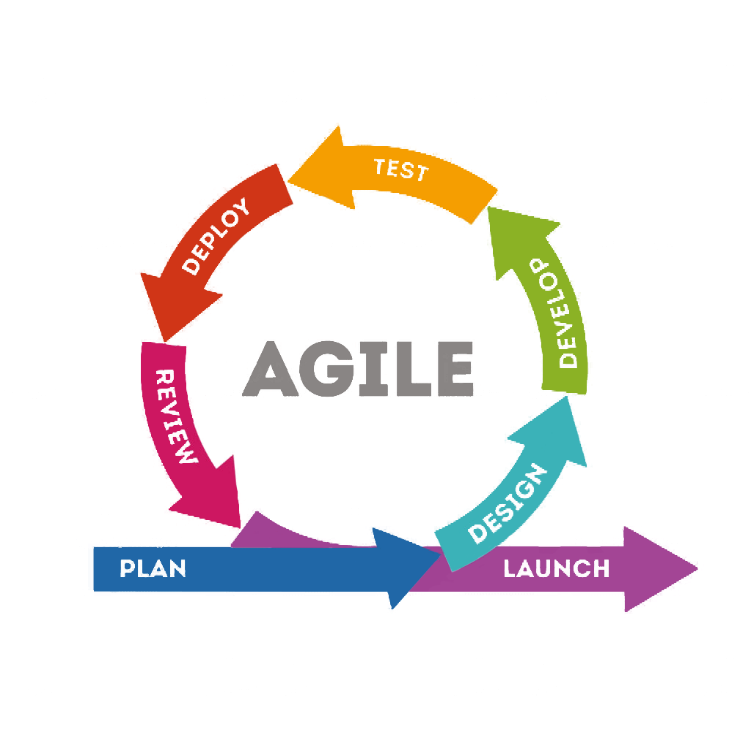 TEST
DEPLOY
DEVELOP
AGILE
REVIEW
DESIGN
PLAN
LAUNCH